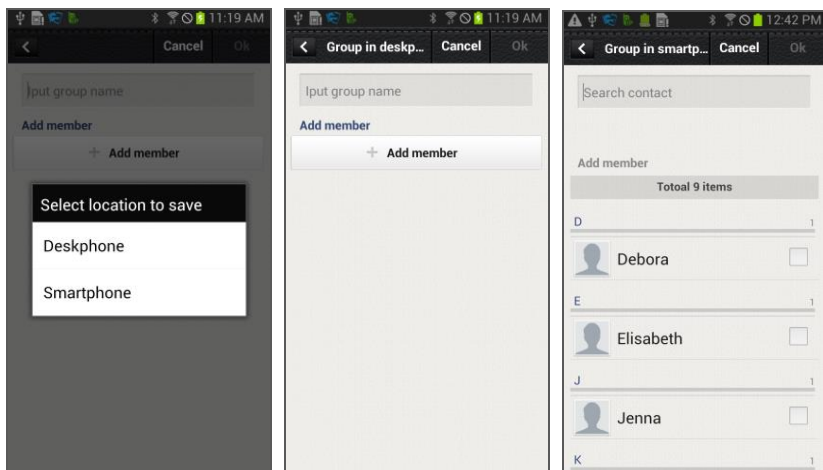 11:19 AM
Cancel Ok
Iput group name
Add member
+ Add member
Select location to save
Deskphone
Smartphone
11:19 AM
Group in deskp... Cancel Ok
Iput group name
Add member
+ Add member
12:42 PM
Group in smartp... Cancel Ok
Search contact
Add member
Totoal 9 items
D 1
Debora
E 1
Elisabeth
J 1
Jenna
K 1